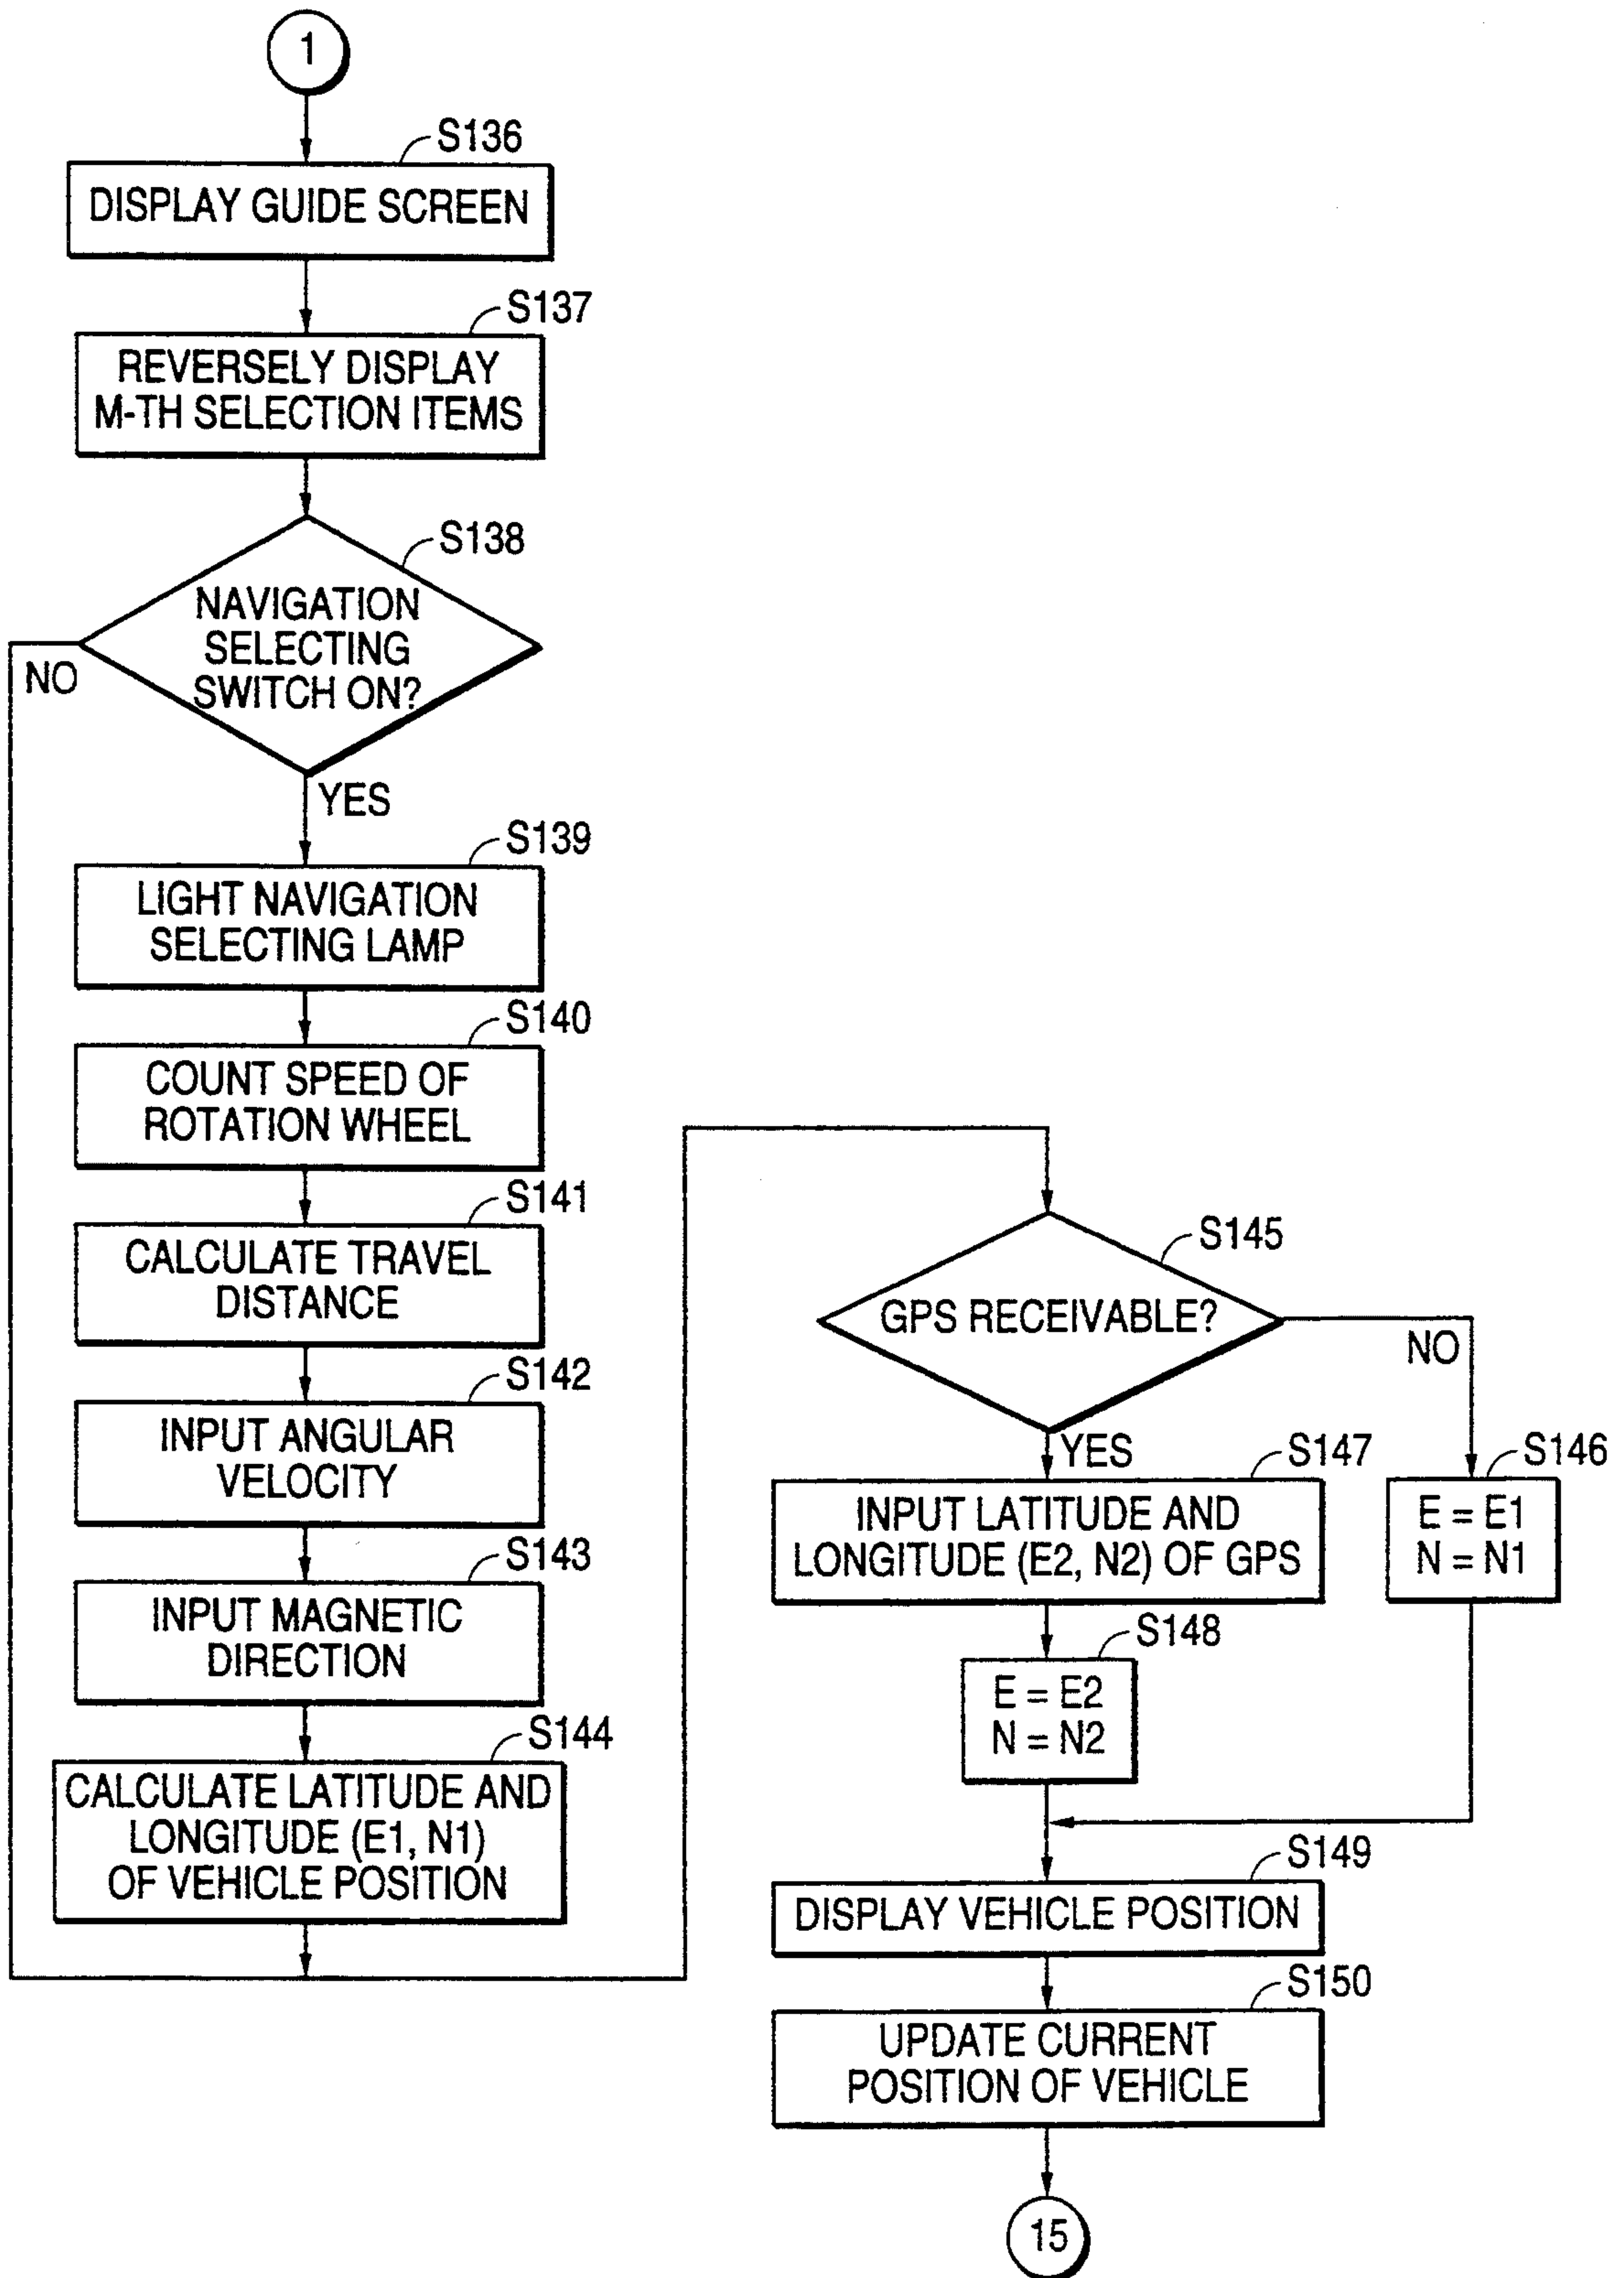 1
S136
DISPLAY GUIDE SCREEN
S137
REVERSELY DISPLAY
M-TH SELECTION ITEMS
S138
NAVIGATION
SELECTING
SWITCH ON?
NO
YES
S139
LIGHT NAVIGATION
SELECTING LAMP
S140
COUNT SPEED OF
ROTATION WHEEL
S141
CALCULATE TRAVEL
DISTANCE
S142
INPUT ANGULAR
VELOCITY
S143
INPUT MAGNETIC
DIRECTION
S144
CALCULATE LATITUDE AND
LONGITUDE (E1, N1)
OF VEHICLE POSITION
S145
GPS RECEIVABLE?
NO
YES
S147
INPUT LATITUDE AND
LONGITUDE (E2, N2) OF GPS
S146
E = E1
N = N1
S148
E = E2
N = N2
S149
DISPLAY VEHICLE POSITION
S150
UPDATE CURRENT
POSITION OF VEHICLE
15